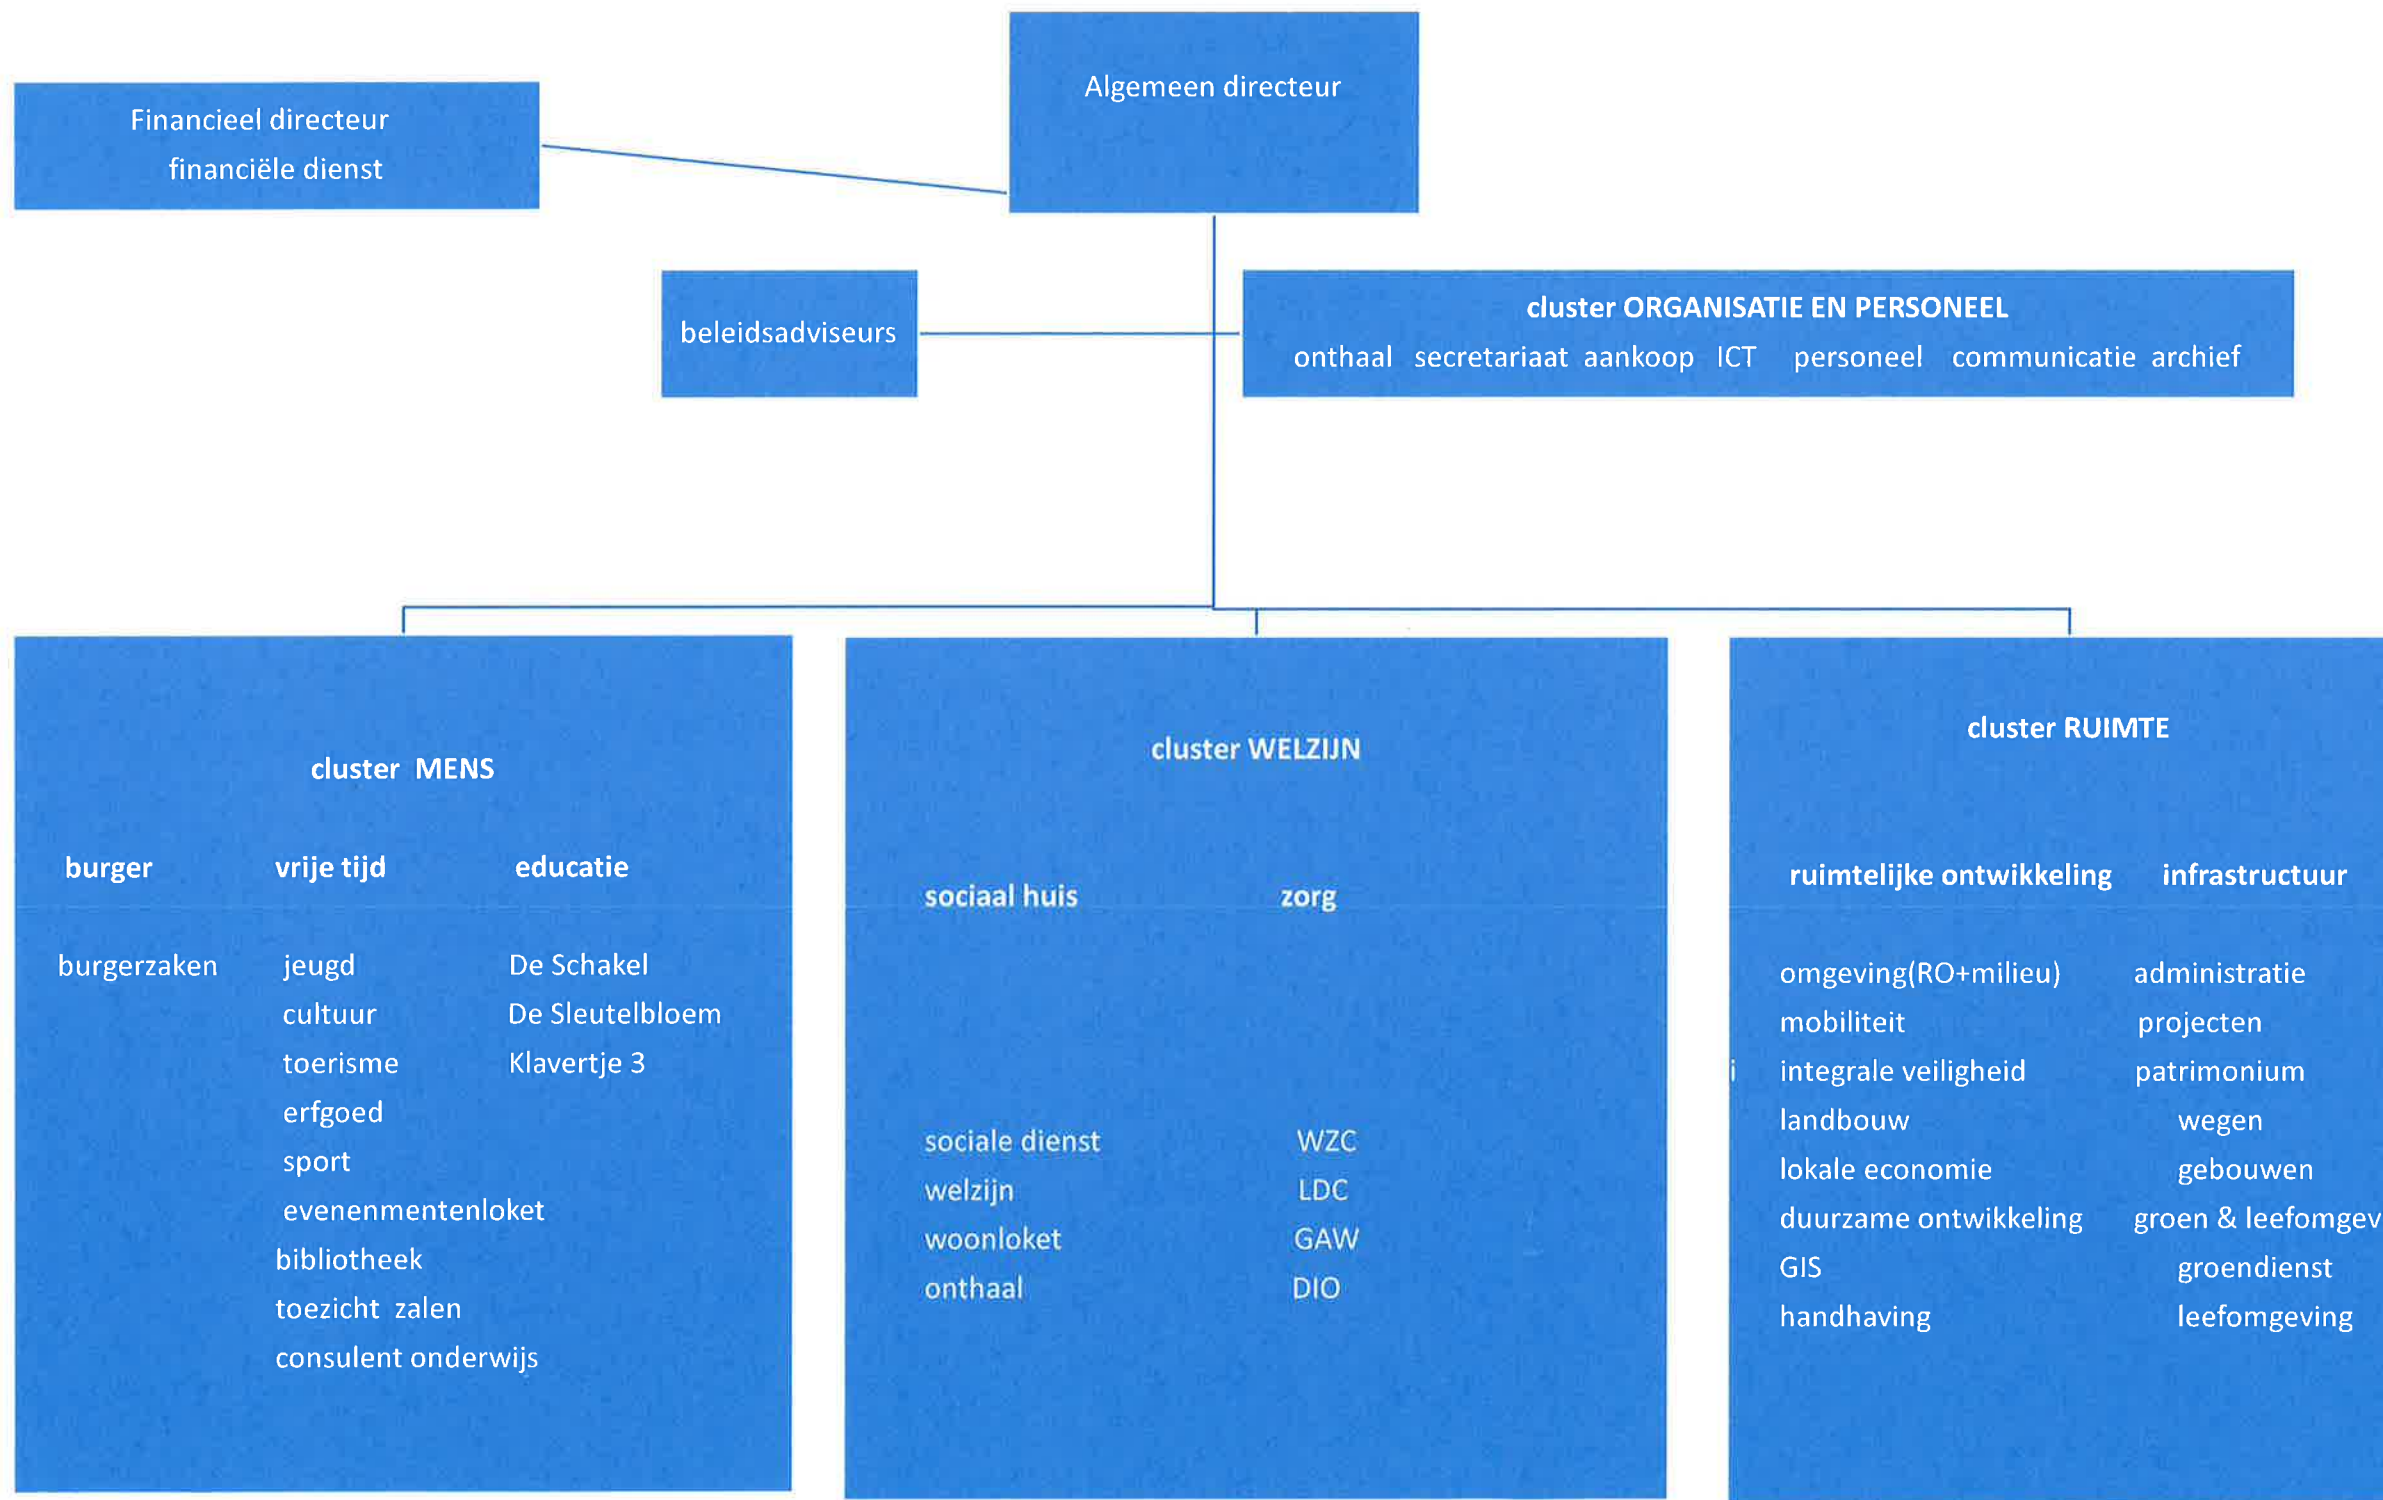 Algemeen directeur
Financieel directeur
financiële dienst
beleidsadviseurs
cluster ORGANISATIE EN PERSONEEL
onthaal secretariaat aankoop ICT personeel communicatie archief
cluster MENS
burger vrije tijd educatie
burgerzaken jeugd De Schakel
cultuur De Sleutelbloem
toerisme Klavertje 3
erfgoed
sport
evenenmentenloket
bibliotheek
toezicht zalen
consulent onderwijs
cluster WELZIJN
sociaal huis zorg
sociale dienst WZC
welzijn LDC
woonloket GAW
onthaal DIO
cluster RUIMTE
ruimtelijke ontwikkeling infrastructuur
omgeving(RO+milieu) administratie
mobiliteit projecten
i integrale veiligheid patrimonium
landbouw wegen
lokale economie gebouwen
duurzame ontwikkeling groen & leefomgev
GIS groendienst
handhaving leefomgeving